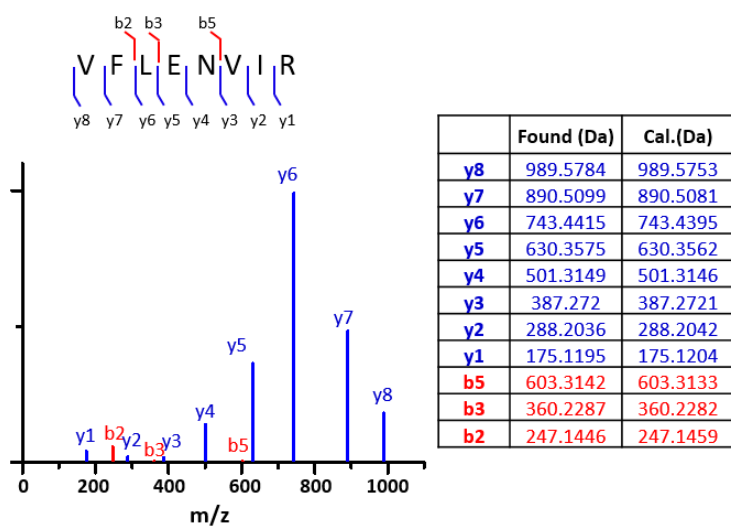 b2 b3 b5
V F L E N V I R
y8 y7 y6 y5 y4 y3 y2 y1
y6
y7
y5
y8
y4
y1 b2 y2 b3 y3 b5
0 200 400 600 800 1000
m/z
Found (Da) Cal.(Da)
y8 989.5784 989.5753
y7 890.5099 890.5081
y6 743.4415 743.4395
y5 630.3575 630.3562
y4 501.3149 501.3146
y3 387.272 387.2721
y2 288.2036 288.2042
y1 175.1195 175.1204
b5 603.3142 603.3133
b3 360.2287 360.2282
b2 247.1446 247.1459